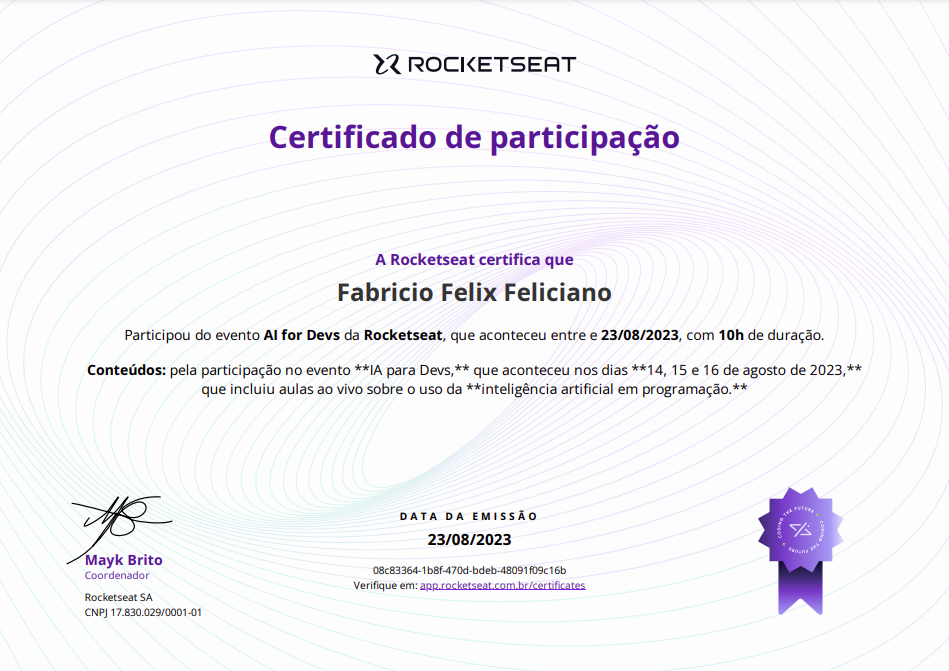 ROCKETSEAT
Certificado de participação
A Rocketseat certifica que
Fabricio Felix Feliciano
Participou do evento AI for Devs da Rocketseat, que aconteceu entre e 23/08/2023, com 10h de duração.
Conteúdos: pela participação no evento **IA para Devs,** que aconteceu nos dias **14, 15 e 16 de agosto de 2023,**
que incluiu aulas ao vivo sobre o uso da **inteligência artificial em programação.**
Mayk Brito
Coordenador
Rocketseat SA
CNPJ 17.830.029/0001-01
DATA DA EMISSÃO
23/08/2023
08c83364-1b8f-470d-bdeb-48091f09c16b
Verifique em: app.rocketseat.com.br/certificates
CODING THE FUTURE • CODING THE FUTURE •